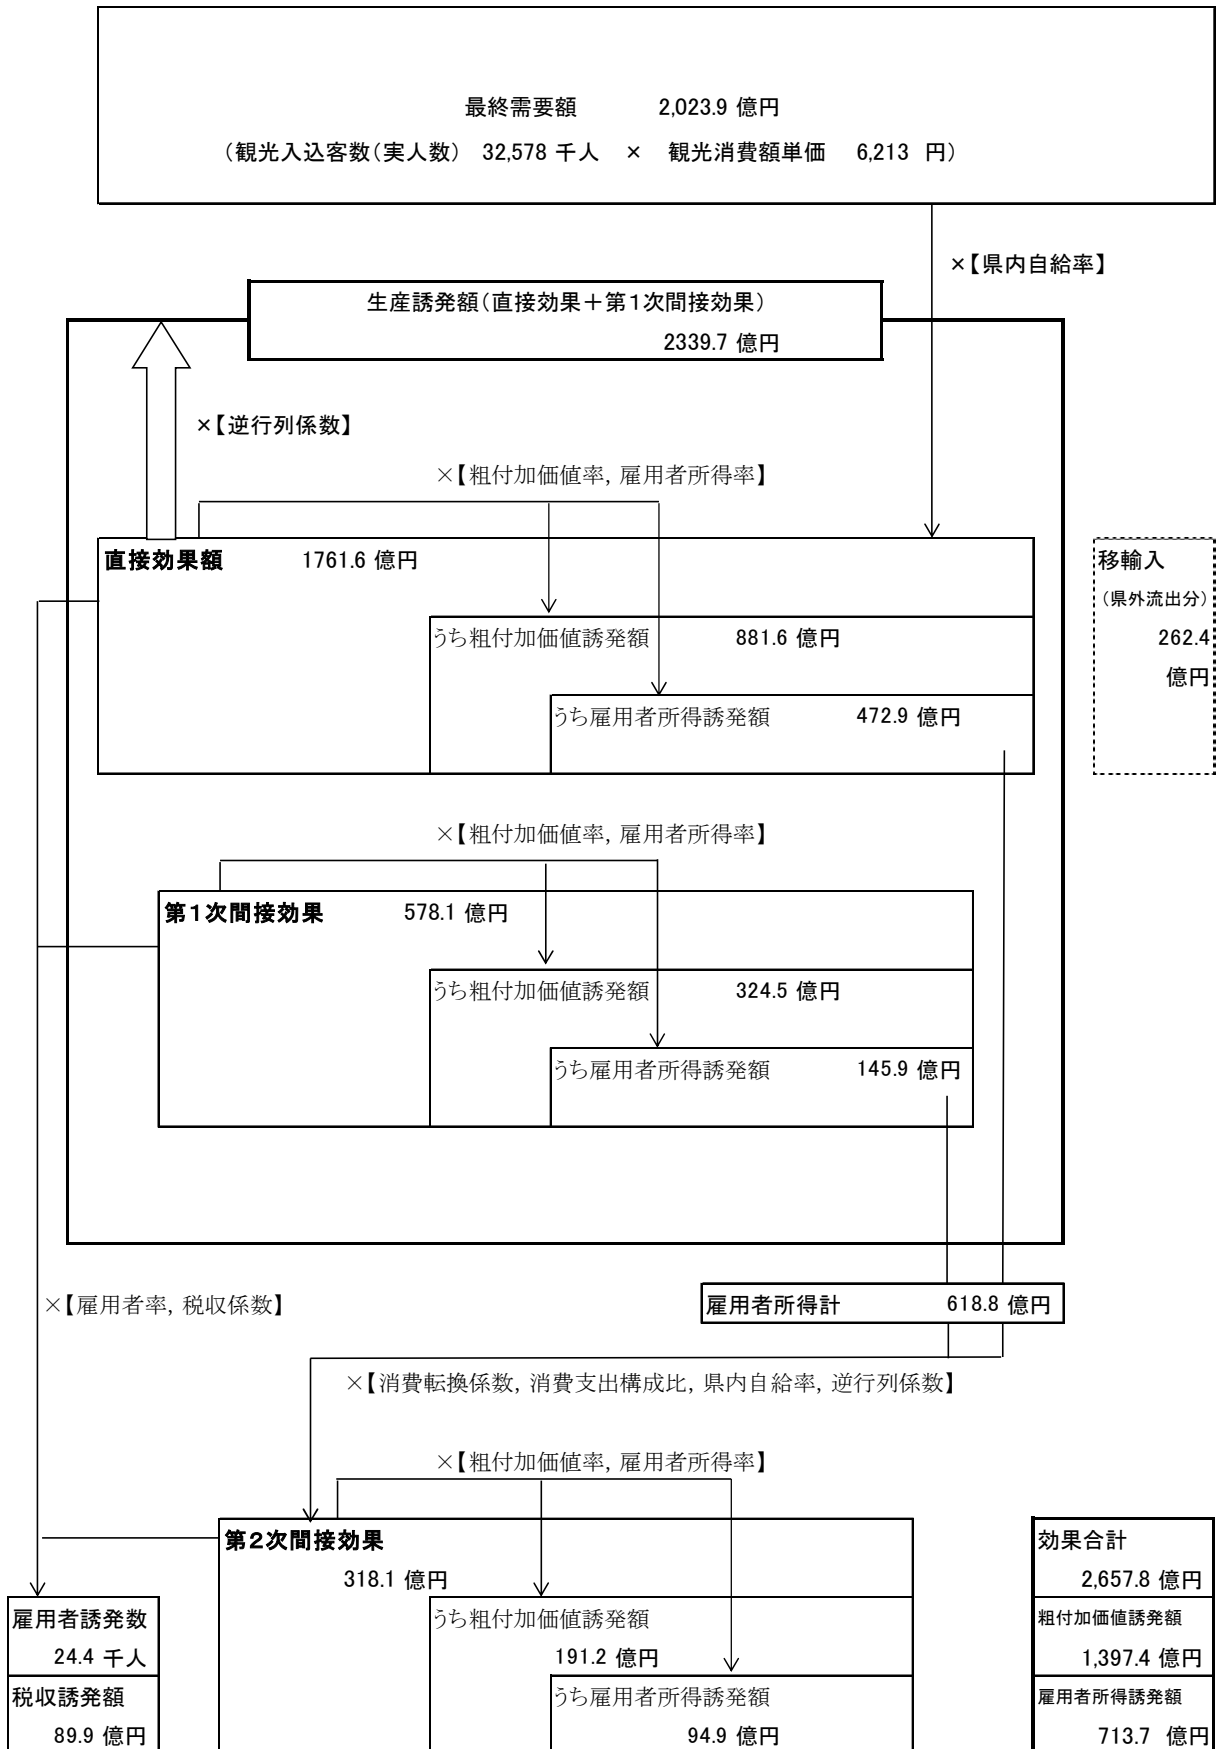 最終需要額 2,023.9 億円
（観光入込客数（実人数） 32,578 千人 × 観光消費額単価 6,213 円）
×【県内自給率】
生産誘発額（直接効果＋第1次間接効果）
2339.7 億円
×【逆行列係数】
×【粗付加価値率, 雇用者所得率】
直接効果額 1761.6 億円
移輸入
（県外流出分）
262.4
億円
うち粗付加価値誘発額 881.6 億円
うち雇用者所得誘発額 472.9 億円
×【粗付加価値率, 雇用者所得率】
第1次間接効果 578.1 億円
うち粗付加価値誘発額 324.5 億円
うち雇用者所得誘発額 145.9 億円
×【雇用者率, 税収係数】
雇用者所得計 618.8 億円
×【消費転換係数, 消費支出構成比, 県内自給率, 逆行列係数】
×【粗付加価値率, 雇用者所得率】
第2次間接効果
318.1 億円
うち粗付加価値誘発額
191.2 億円
うち雇用者所得誘発額
94.9 億円
雇用者誘発数
24.4 千人
税収誘発額
89.9 億円
効果合計
2,657.8 億円
粗付加価値誘発額
1,397.4 億円
雇用者所得誘発額
713.7 億円